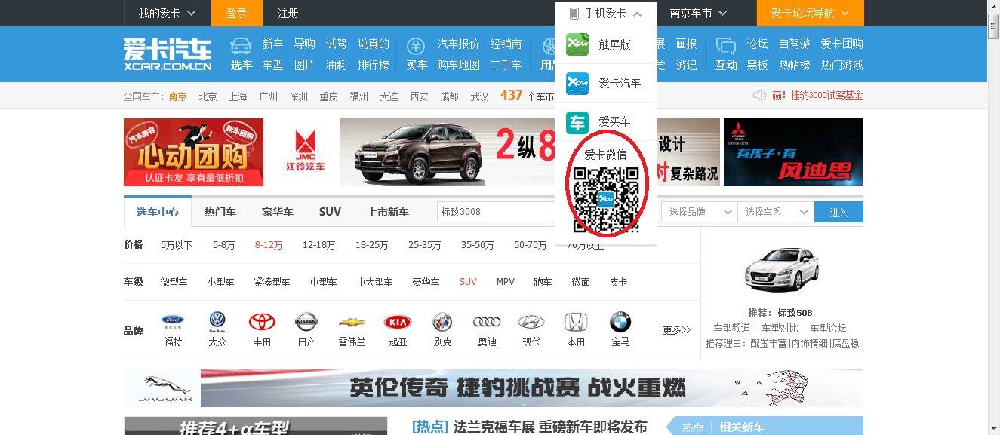 我的爱卡 登录 注册 手机爱卡 南京车市 爱卡论坛导航
爱卡汽车 新车 导购 试驾 说真的 汽车报价 经销商 展 画报 论坛 自驾游 爱卡团购
XCAR.COM.CN 选车 车型 图片 油耗 排行榜 买车 购车地图 二手车 游记 互动 黑板 热帖榜 热门游戏
触屏版
爱卡汽车
爱买车
爱卡微信
全国车市： 南京 北京 上海 广州 深圳 重庆 福州 大连 西安 成都 武汉 437 个车市
赢！捷豹3000试驾基金
汽车美容 新车团购
心动团购
认证卡友 享有最低折扣
JMC
江铃汽车
2纵8
设计
对复杂路况
MITSUBISHI MOTORS
有孩子·有
风迪思
选车中心 热门车 豪华车 SUV 上市新车 标致3008 选择品牌 选择车系 进入
价格 5万以下 5-8万 8-12万 12-18万 18-25万 25-35万 35-50万 50-70万 70万以上
车级 微型车 小型车 紧凑型车 中型车 中大型车 豪华车 SUV MPV 跑车 微面 皮卡
品牌 福特 大众 丰田 日产 雪佛兰 起亚 别克 奥迪 现代 本田 宝马 更多>>
Ford
Das Auto.
NISSAN
KIA
推荐：标致508
车型频道 车型对比 车型论坛
推荐理由：配置丰富|内饰精细|底盘稳
JAGUAR
英伦传奇 捷豹挑战赛 战火重燃
推荐4+α车型
[热点] 法兰克福车展 重磅新车即将发布
热点 相关新车